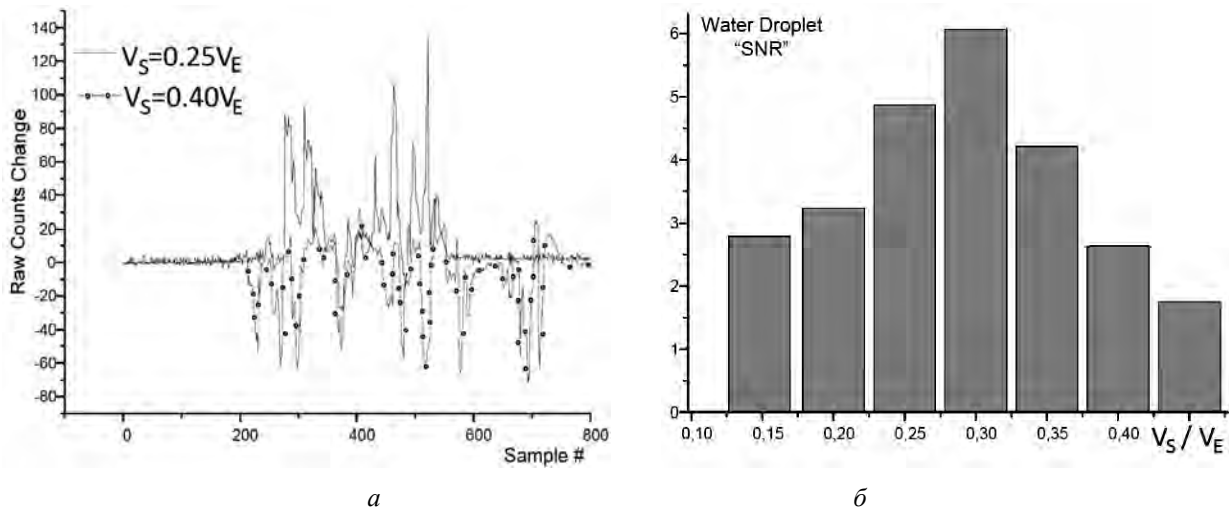 140
120
100
80
60
40
20
0
-20
-40
-60
-80
Raw Counts Change
V_S=0.25V_E
V_S=0.40V_E
0 200 400 600 800
Sample #
а
6
5
4
3
2
1
0
Water Droplet
“SNR”
0,10 0,15 0,20 0,25 0,30 0,35 0,40 V_S / V_E
б